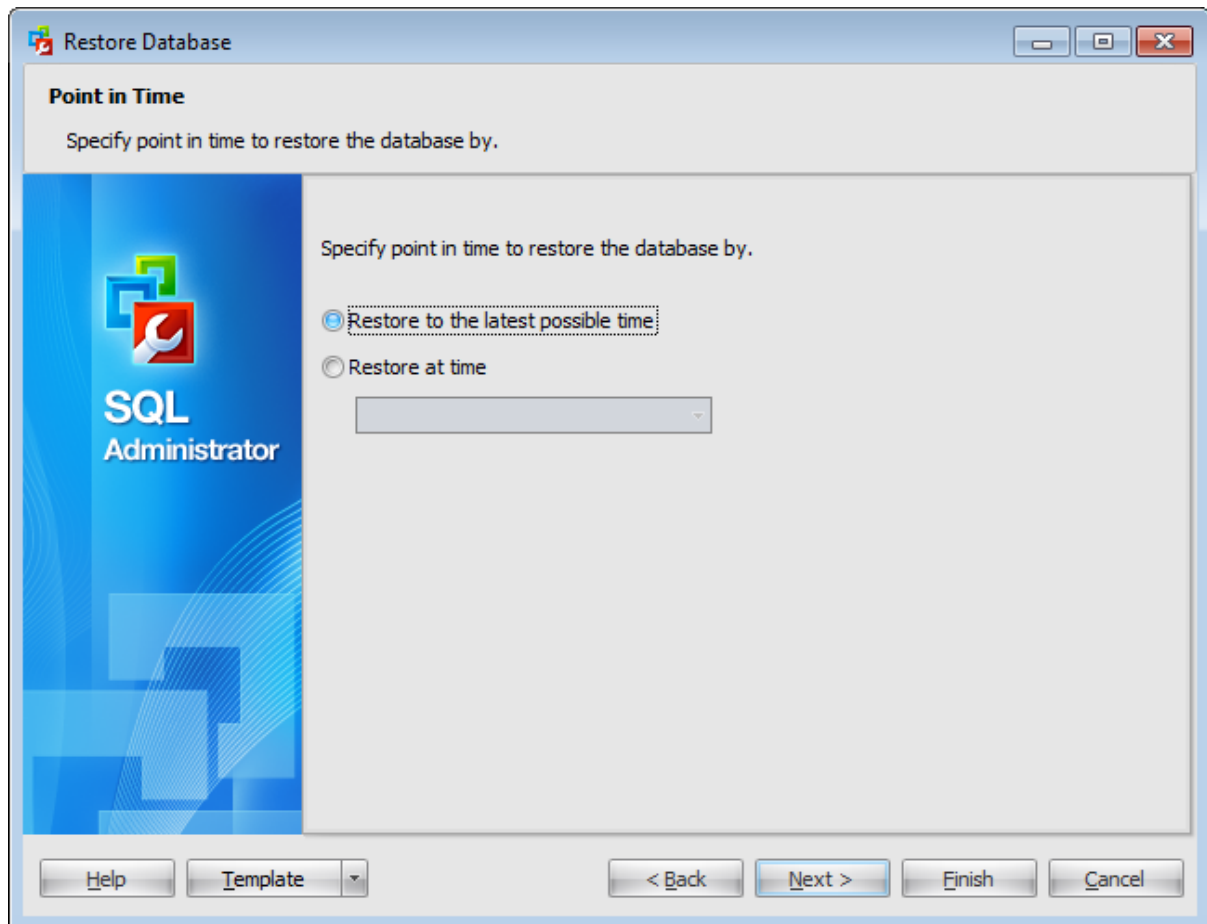 Restore Database
Point in Time
Specify point in time to restore the database by.
Specify point in time to restore the database by.
Restore to the latest possible time
Restore at time
SQL
Administrator
Help
Template
< Back
Next >
Finish
Cancel